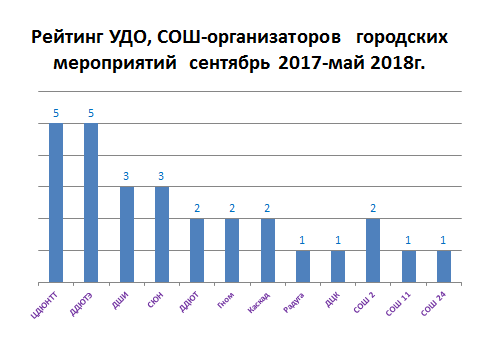 Рейтинг УДО, СОШ-организаторов городских
мероприятий сентябрь 2017-май 2018г.
5 5 3 3 2 2 2 1 1 2 1 1
ЦДЮНТТ ДДЮТЭ ДШИ СЮН ДДЮТ Гном Каскад Радуга ДЦК СОШ 2 СОШ 11 СОШ 24